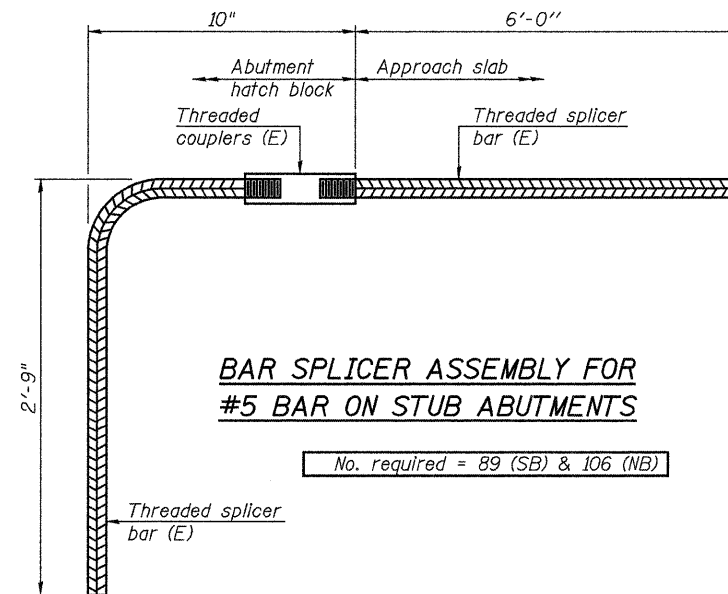 10"
6'-0''
Abutment
hatch block
Approach slab
Threaded
couplers (E)
Threaded splicer
bar (E)
2'-9"
BAR SPLICER ASSEMBLY FOR
#5 BAR ON STUB ABUTMENTS
No. required = 89 (SB) & 106 (NB)
Threaded splicer
bar (E)